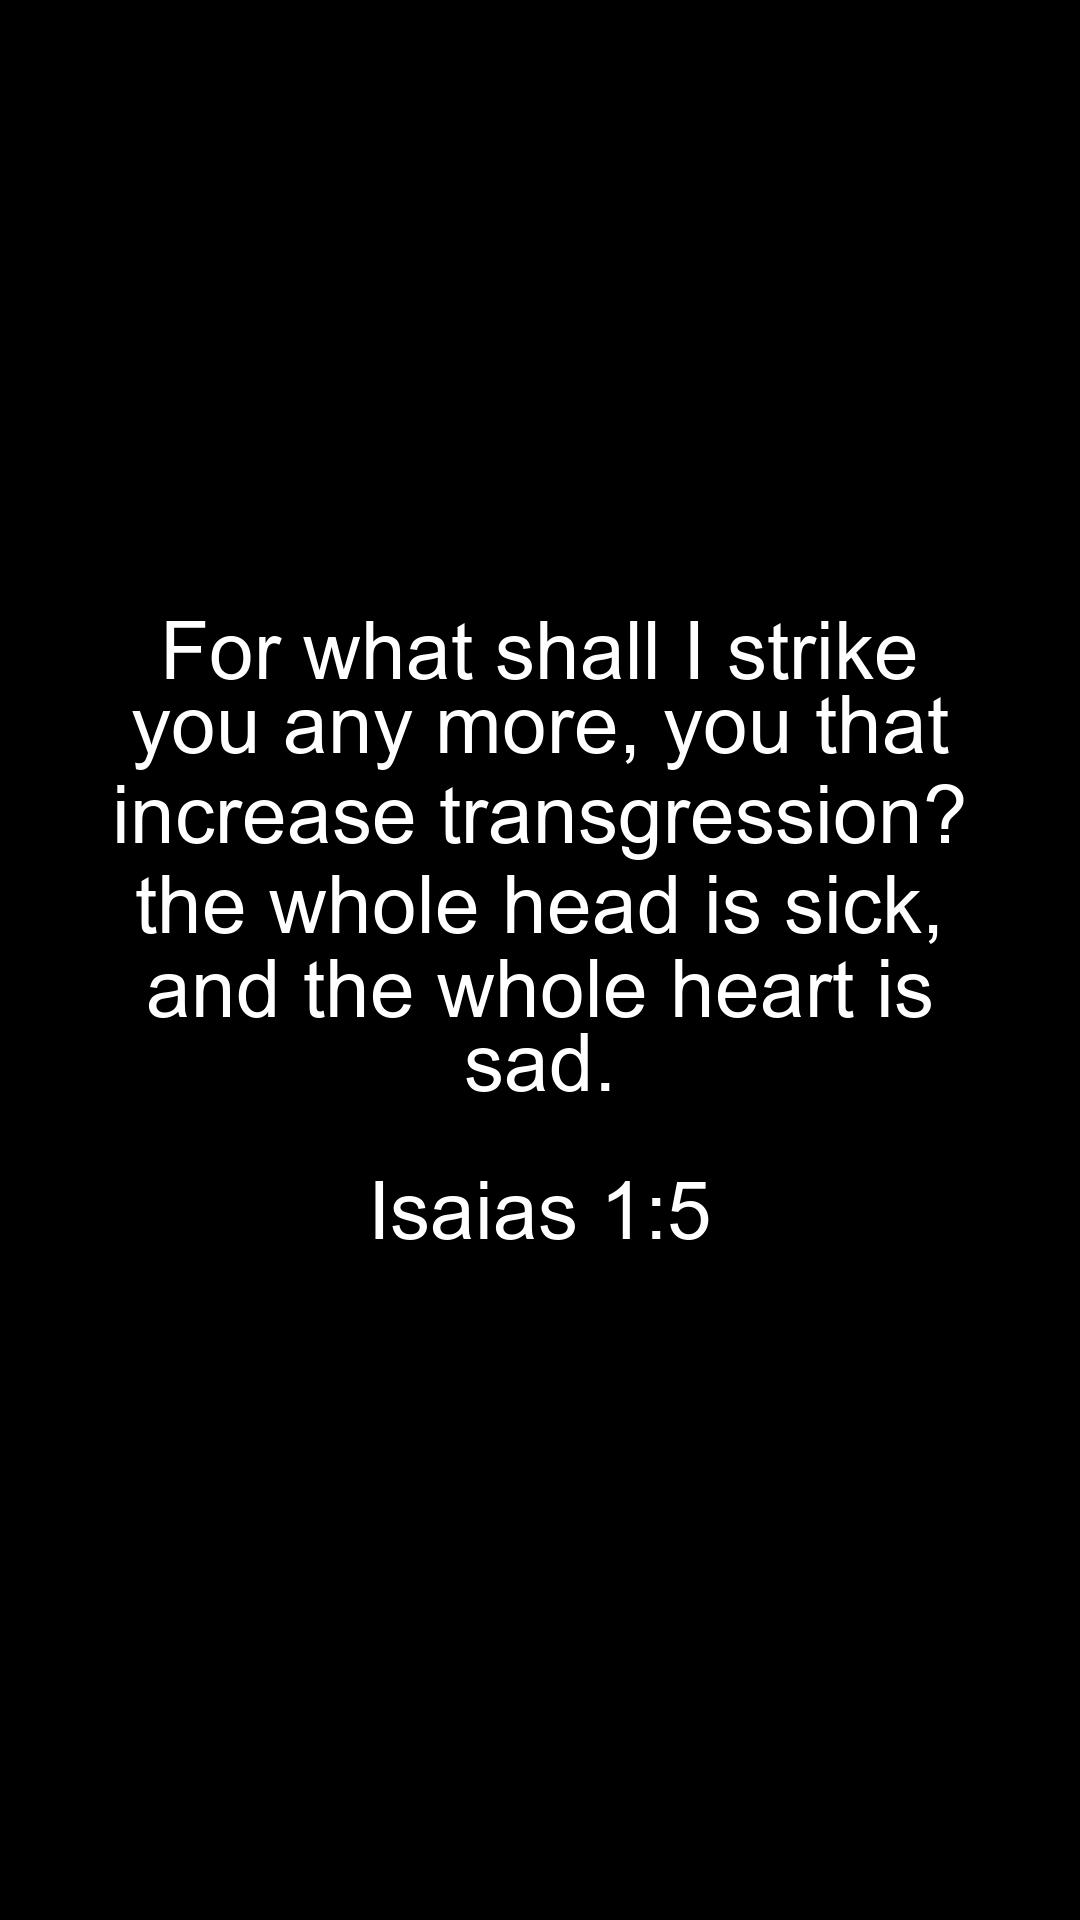 For what shall I strike
you any more, you that
increase transgression?
the whole head is sick,
and the whole heart is
sad.
Isaias 1:5